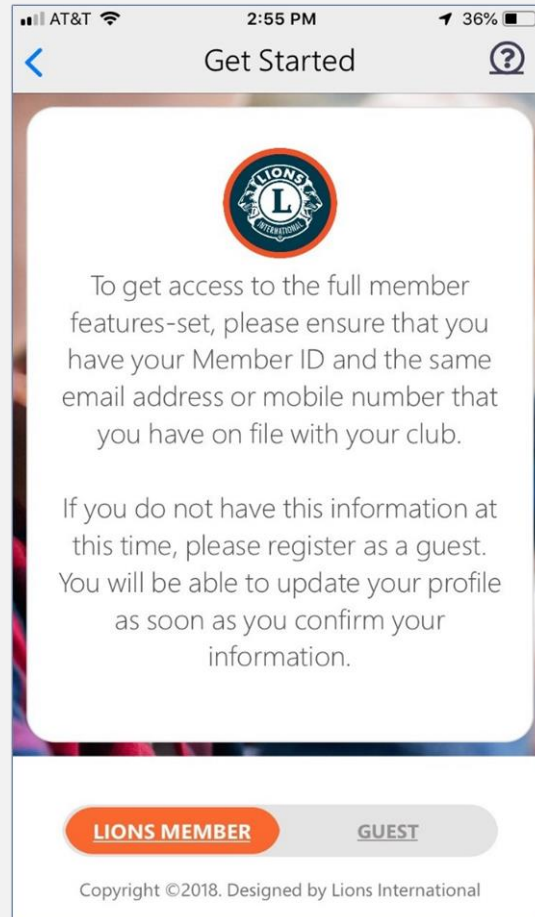 AT&T 2:55 PM 36%
Get Started
LIONS
L
INTERNATIONAL
To get access to the full member
features-set, please ensure that you
have your Member ID and the same
email address or mobile number that
you have on file with your club.
If you do not have this information at
this time, please register as a guest.
You will be able to update your profile
as soon as you confirm your
information.
LIONS MEMBER GUEST
Copyright ©2018. Designed by Lions International